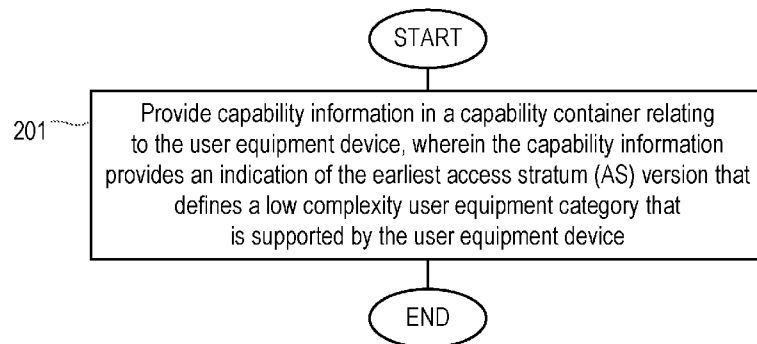 START
201
Provide capability information in a capability container relating
to the user equipment device, wherein the capability information
provides an indication of the earliest access stratum (AS) version that
defines a low complexity user equipment category that
is supported by the user equipment device
END